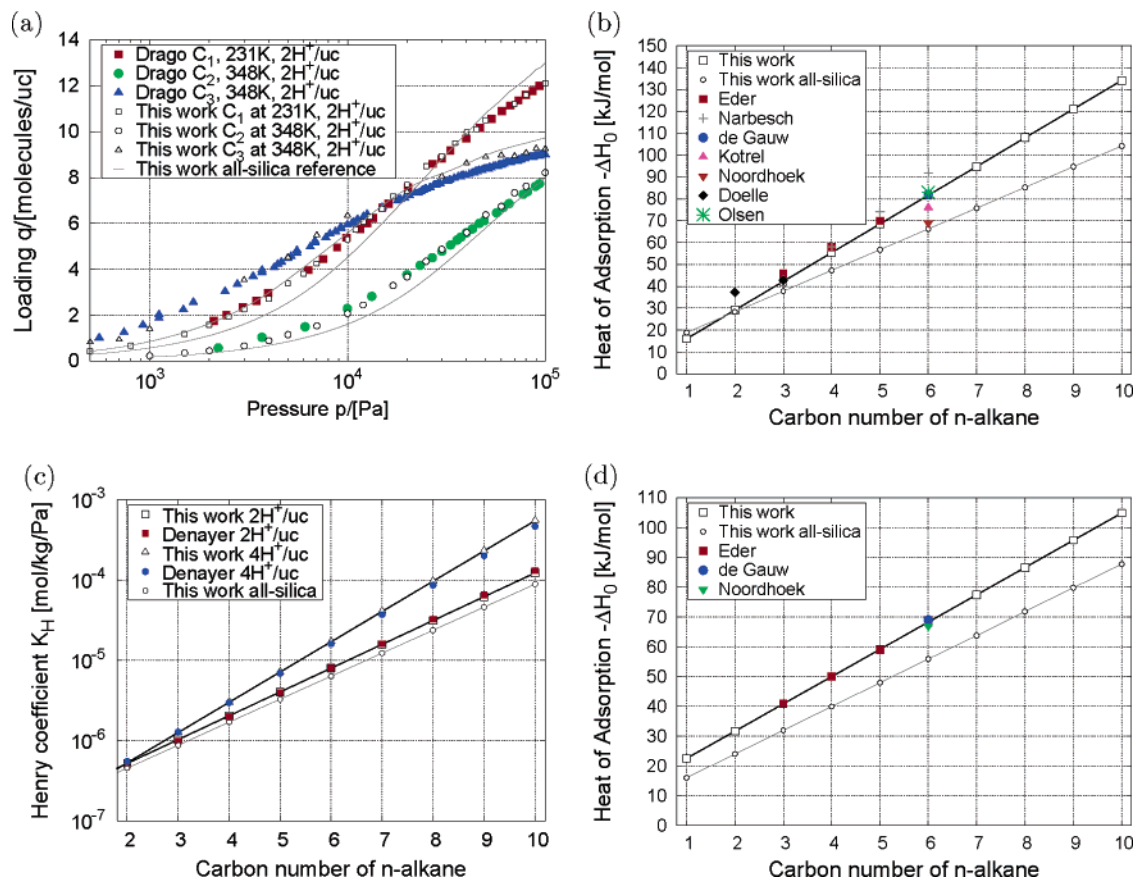 (a)
Loading q/[molecules/uc]
14
12
10
8
6
4
2
0
Drago C₁, 231K, 2H⁺/uc
Drago C₂, 348K, 2H⁺/uc
Drago C₃, 348K, 2H⁺/uc
This work C₁ at 231K, 2H⁺/uc
This work C₂ at 348K, 2H⁺/uc
This work C₃ at 348K, 2H⁺/uc
This work all-silica reference
10³ 10⁴ 10⁵
Pressure p/[Pa]
(b)
Heat of Adsorption -ΔH₀ [kJ/mol]
150
140
130
120
110
100
90
80
70
60
50
40
30
20
10
0
This work
This work all-silica
Eder
Narbesch
de Gauw
Kotrel
Noordhoek
Doelle
Olsen
1 2 3 4 5 6 7 8 9 10
Carbon number of n-alkane
(c)
Henry coefficient K_H [mol/kg/Pa]
10⁻³
10⁻⁴
10⁻⁵
10⁻⁶
10⁻⁷
This work 2H⁺/uc
Denayer 2H⁺/uc
This work 4H⁺/uc
Denayer 4H⁺/uc
This work all-silica
2 3 4 5 6 7 8 9 10
Carbon number of n-alkane
(d)
Heat of Adsorption -ΔH₀ [kJ/mol]
110
100
90
80
70
60
50
40
30
20
10
0
This work
This work all-silica
Eder
de Gauw
Noordhoek
1 2 3 4 5 6 7 8 9 10
Carbon number of n-alkane